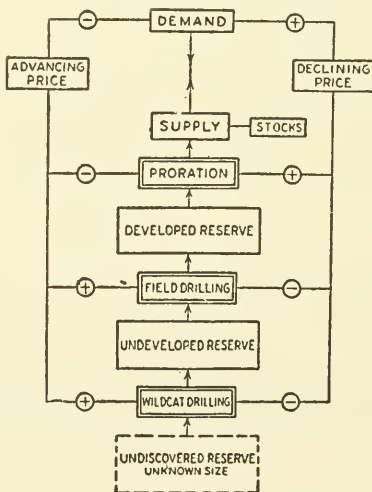 DEMAND
− +
ADVANCING
PRICE
DECLINING
PRICE
SUPPLY STOCKS
− PRORATION +
DEVELOPED RESERVE
+ FIELD DRILLING −
UNDEVELOPED RESERVE
+ WILDCAT DRILLING −
UNDISCOVERED RESERVE
UNKNOWN SIZE